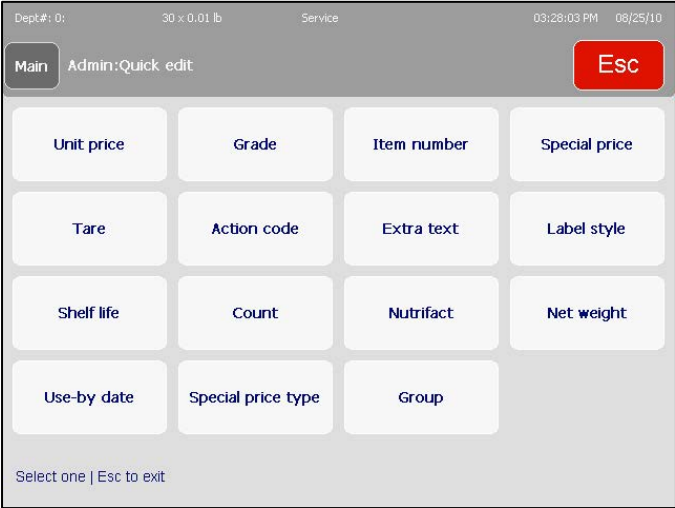 Dept#: 0: 30 x 0.01 lb Service 03:28:03 PM 08/25/10
Main Admin:Quick edit Esc
Unit price Grade Item number Special price
Tare Action code Extra text Label style
Shelf life Count Nutrifact Net weight
Use-by date Special price type Group
Select one | Esc to exit